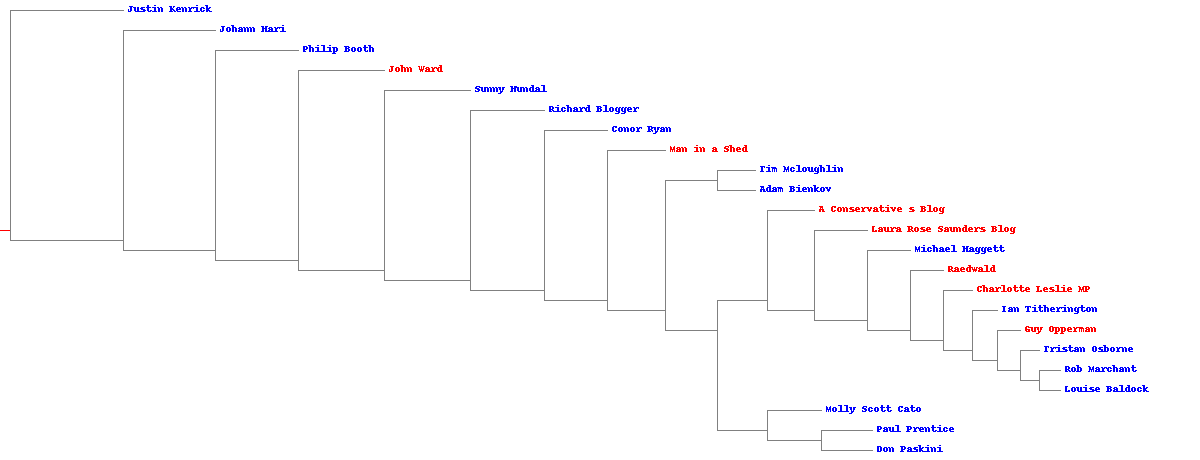 Justin Kenrick
Johann Hari
Philip Booth
John Ward
Sunny Hundal
Richard Blogger
Conor Ryan
Man in a Shed
Tim Mcloughlin
Adam Bienkov
A Conservative s Blog
Laura Rose Saunders Blog
Michael Haggett
Raedwald
Charlotte Leslie MP
Ian Titherington
Guy Opperman
Tristan Osborne
Rob Marchant
Louise Baldock
Molly Scott Cato
Paul Prentice
Don Paskini